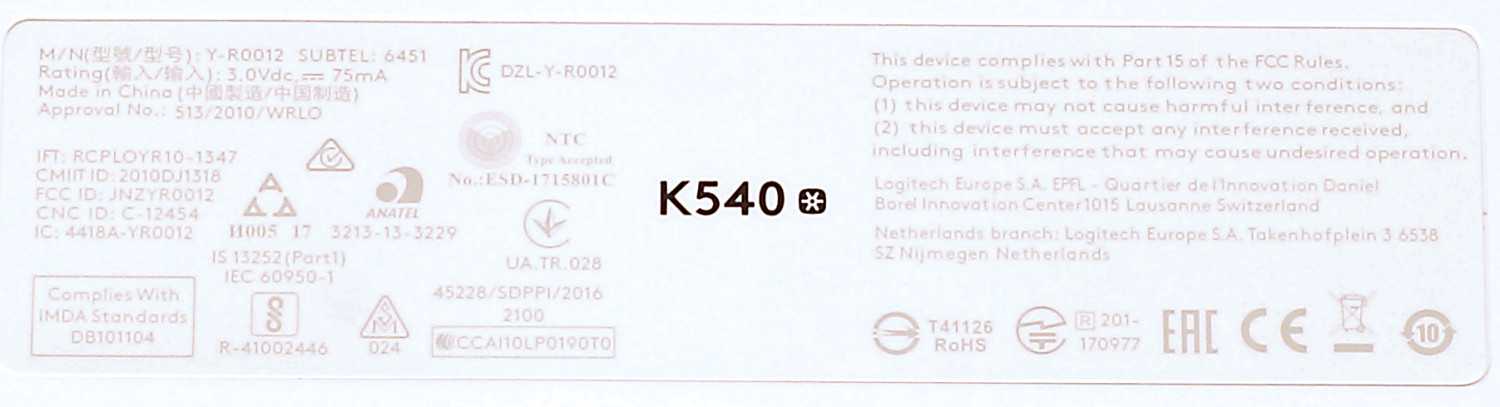 M/N(型號/型号): Y-R0012 SUBTEL: 6451
Rating(輸入/输入): 3.0Vdc, 75mA
Made in China (中國製造/中国制造)
Approval No.: 513/2010/WRLO
DZL-Y-R0012
NTC
Type Accepted
No.:ESD-1715801C
IFT: RCPLOYR10-1347
CMIIT ID: 2010DJ1318
FCC ID: JNZYR0012
CNC ID: C-12454
IC: 4418A-YR0012
И005 17
ANATEL
3213-13-3229
IS 13252(Part1)
IEC 60950-1
UA.TR.028
Complies With
IMDA Standards
DB101104
R-41002446
024
45228/SDPPI/2016
2100
CCAI10LP0190T0
K540
This device complies with Part 15 of the FCC Rules.
Operation is subject to the following two conditions:
(1) this device may not cause harmful interference, and
(2) this device must accept any interference received,
including interference that may cause undesired operation.
Logitech Europe S.A. EPFL - Quartier de l'Innovation Daniel
Borel Innovation Center 1015 Lausanne Switzerland
Netherlands branch: Logitech Europe S.A. Takenhofplein 3 6538
SZ Nijmegen Netherlands
T41126
RoHS
R 201-
170977
EAC
CE
10